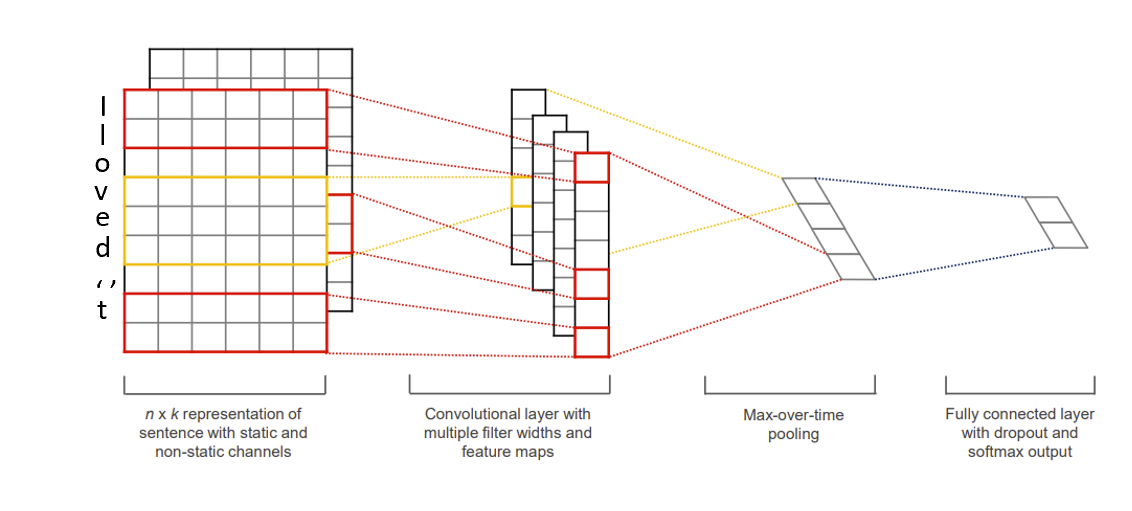 I
l
o
v
e
d
‘ ’
t
n x k representation of
sentence with static and
non-static channels
Convolutional layer with
multiple filter widths and
feature maps
Max-over-time
pooling
Fully connected layer
with dropout and
softmax output